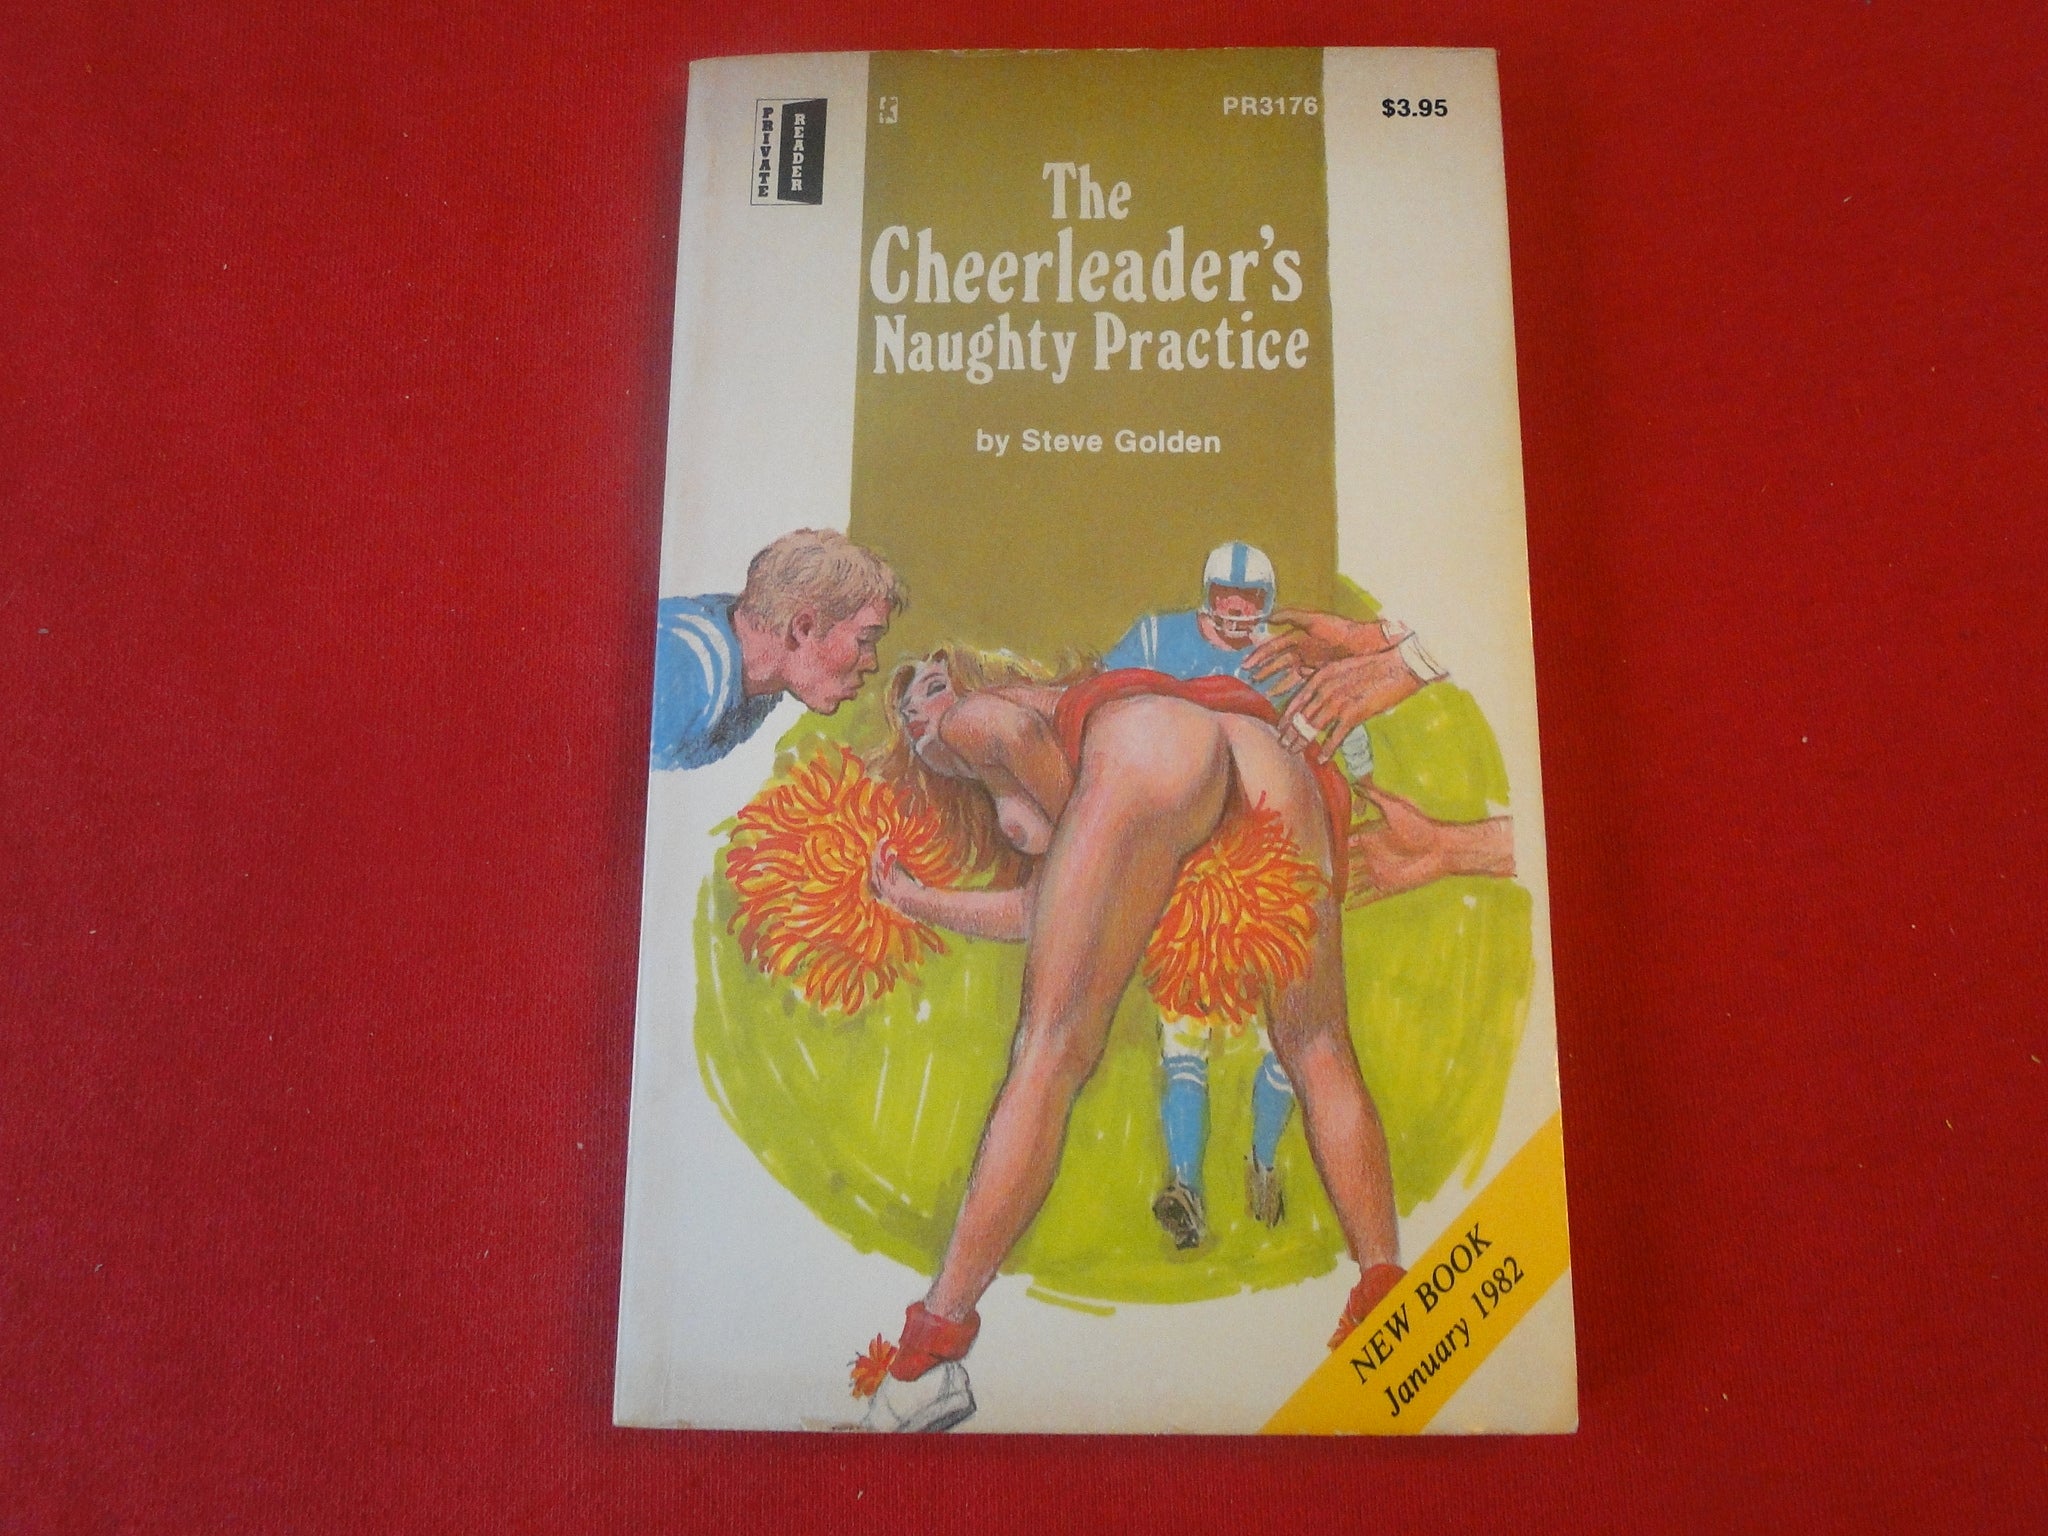 PRIVATE
READER
PR3176
$3.95
The
Cheerleader's
Naughty Practice
by Steve Golden
NEW BOOK
January 1982